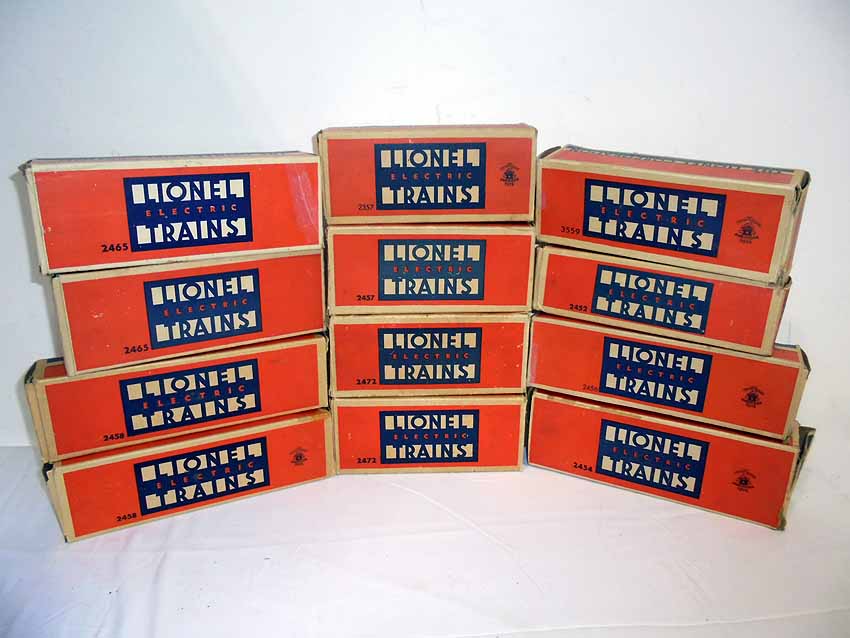 LIONEL
ELECTRIC
TRAINS
2465
LIONEL
ELECTRIC
TRAINS
2465
LIONEL
ELECTRIC
TRAINS
2458
LIONEL
ELECTRIC
TRAINS
2458
LIONEL
ELECTRIC
TRAINS
2357
LIONEL
ELECTRIC
TRAINS
2457
LIONEL
ELECTRIC
TRAINS
2472
LIONEL
ELECTRIC
TRAINS
2472
LIONEL
ELECTRIC
TRAINS
3559
LIONEL
ELECTRIC
TRAINS
2452
LIONEL
ELECTRIC
TRAINS
2456
LIONEL
ELECTRIC
TRAINS
2454